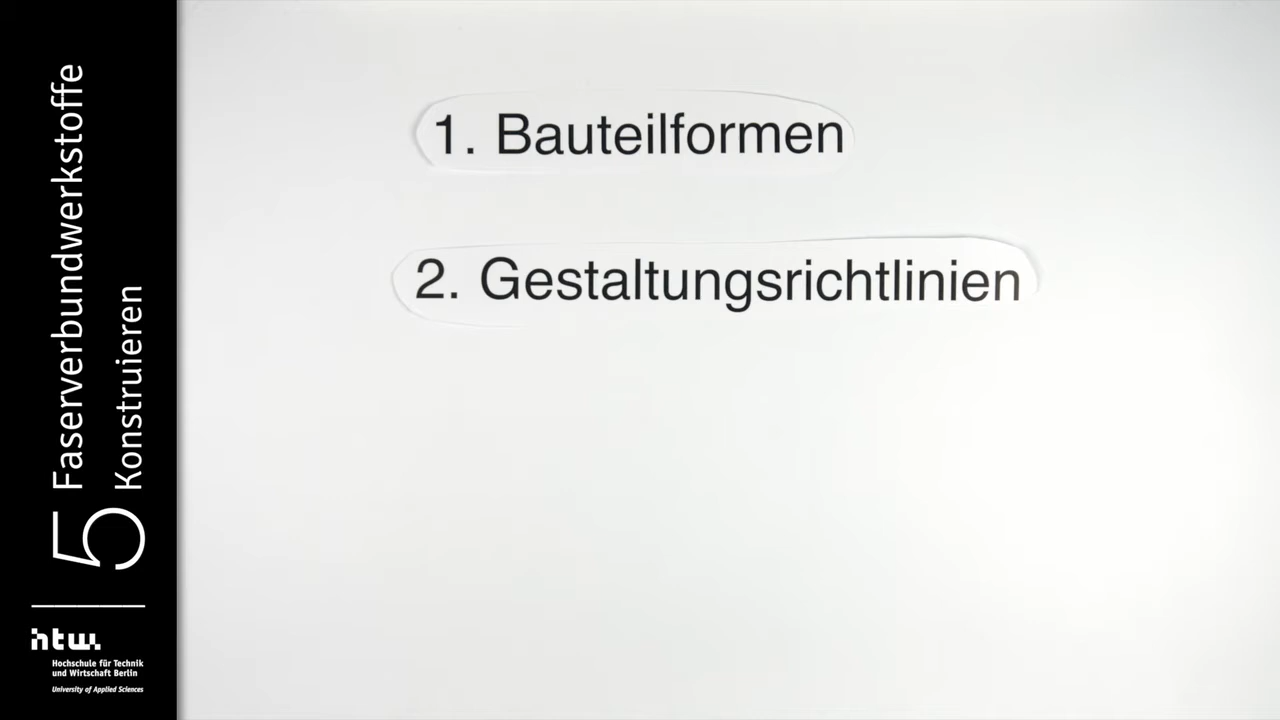 1. Bauteilformen
2. Gestaltungsrichtlinien
5 Faserverbundwerkstoffe
Konstruieren
htw.
Hochschule für Technik
und Wirtschaft Berlin
University of Applied Sciences